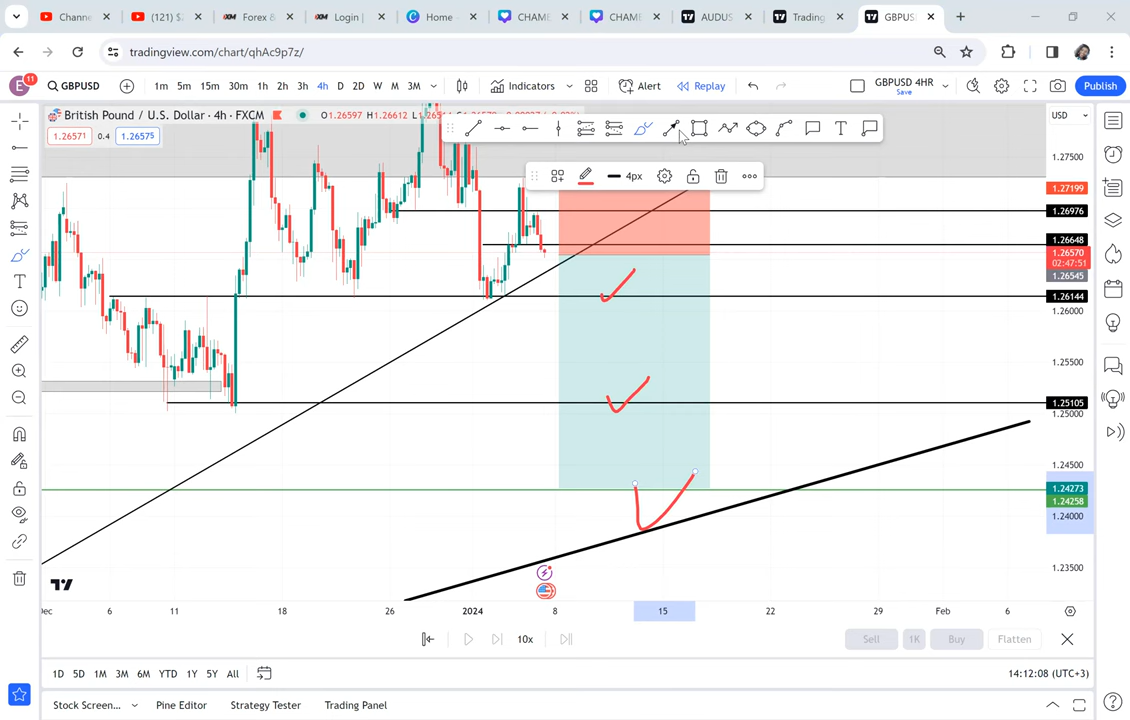 Channe
(121) $2
Forex &
Login |
Home -
CHAME
CHAME
AUDUS
Trading
GBPUS
tradingview.com/chart/qhAc9p7z/
E 11 GBPUSD 1m 5m 15m 30m 1h 2h 3h 4h D 2D W M 3M Indicators Alert Replay GBPUSD 4HR Save Publish
British Pound / U.S. Dollar · 4h · FXCM O1.26597 H1.26612
USD
1.26571 0.4 1.26575
1.27500
4px
1.27199
1.26976
1.26648
1.26570
02:47:51
1.26545
1.26144
1.26000
1.25500
1.25105
1.25000
1.24500
1.24273
1.24258
1.24000
1.23500
6 11 18 26 2024 8 15 22 29 Feb 6
10x Sell 1K Buy Flatten
1D 5D 1M 3M 6M YTD 1Y 5Y All 14:12:08 (UTC+3)
Stock Screen... Pine Editor Strategy Tester Trading Panel